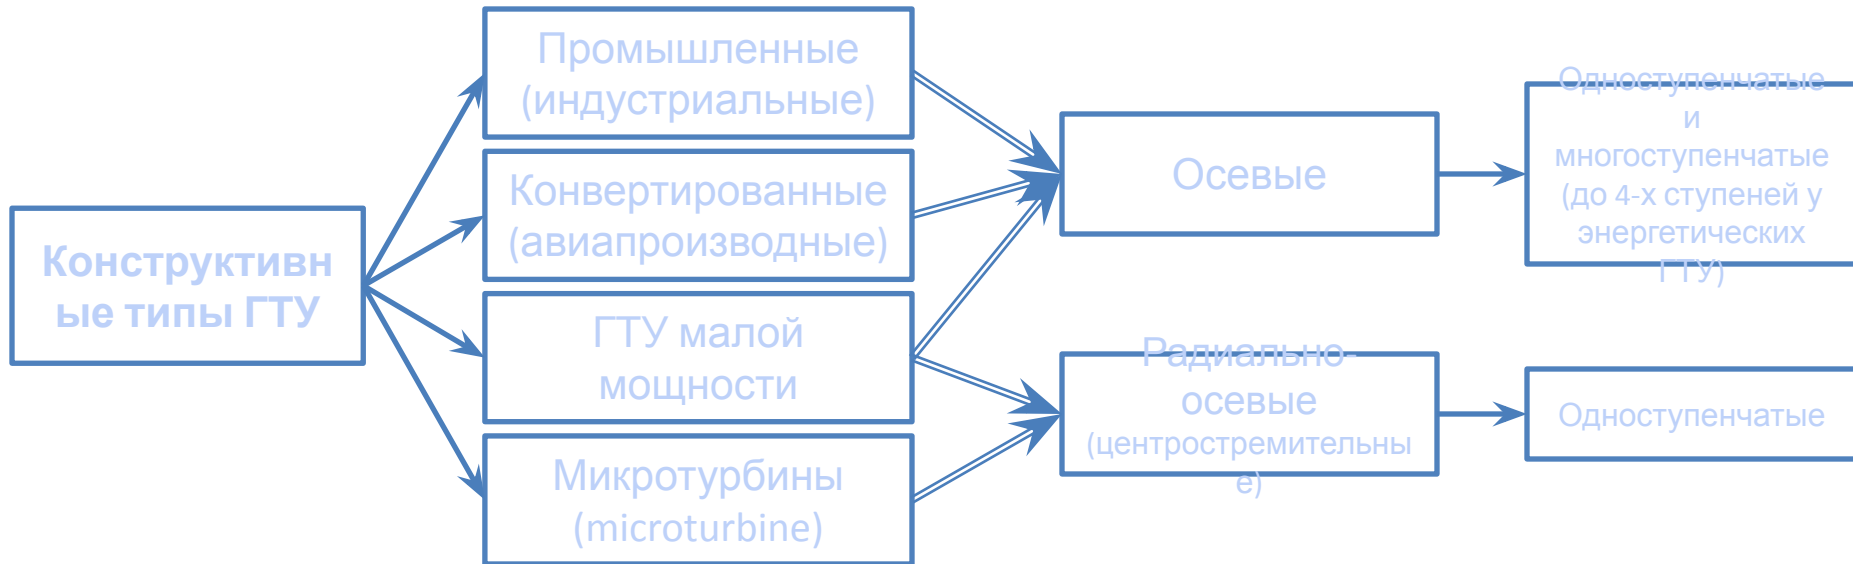 Конструктивн
ые типы ГТУ
Промышленные
(индустриальные)
Конвертированные
(авиапроизводные)
ГТУ малой
мощности
Микротурбины
(microturbine)
Осевые
Радиально-
осевые
(центростремительны
е)
Одноступенчатые
и
многоступенчатые
(до 4-х ступеней у
энергетических
ГТУ)
Одноступенчатые